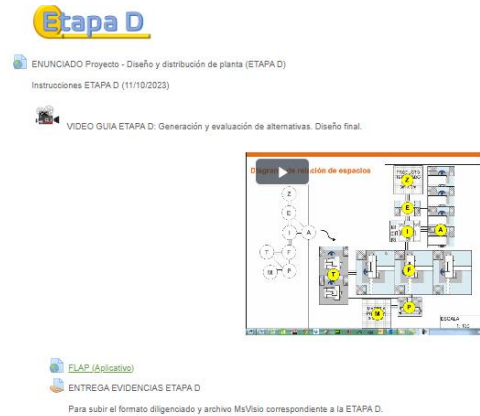 Etapa D
ENUNCIADO Proyecto - Diseño y distribución de planta (ETAPA D)
Instrucciones ETAPA D (11/10/2023)
VIDEO GUIA ETAPA D: Generación y evaluación de alternativas. Diseño final.
de relación de espacios
Z
Z
E
E
I
A
I
A
T
F
T
F
M
P
P
M
ESCALA
FLAP (Aplicativo)
ENTREGA EVIDENCIAS ETAPA D
Para subir el formato diligenciado y archivo MsVisio correspondiente a la ETAPA D.